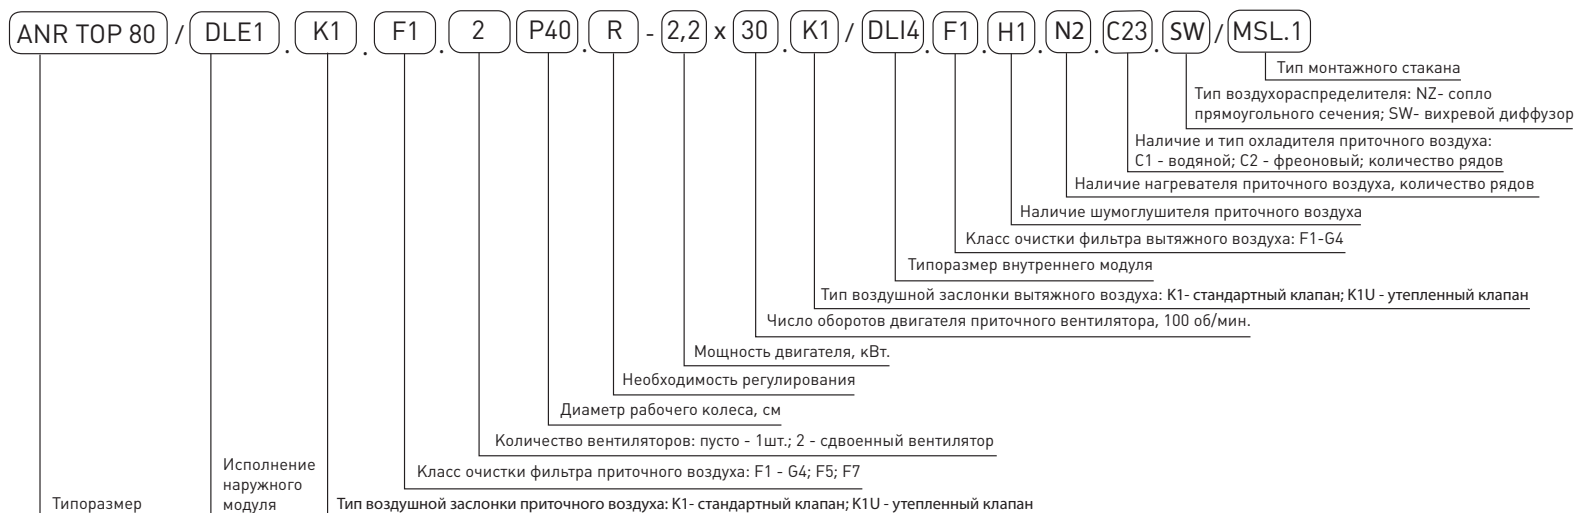 ANR TOP 80 / DLE1 . K1 . F1 . 2 P40 . R - 2,2 x 30 . K1 / DLI4 . F1 . H1 . N2 . C23 . SW / MSL.1
Тип монтажного стакана
Тип воздухораспределителя: NZ- сопло
прямоугольного сечения; SW- вихревой диффузор
Наличие и тип охладителя приточного воздуха:
С1 - водяной; С2 - фреоновый; количество рядов
Наличие нагревателя приточного воздуха, количество рядов
Наличие шумоглушителя приточного воздуха
Класс очистки фильтра вытяжного воздуха: F1-G4
Типоразмер внутреннего модуля
Тип воздушной заслонки вытяжного воздуха: К1- стандартный клапан; K1U - утепленный клапан
Число оборотов двигателя приточного вентилятора, 100 об/мин.
Мощность двигателя, кВт.
Необходимость регулирования
Диаметр рабочего колеса, см
Количество вентиляторов: пусто - 1шт.; 2 - сдвоенный вентилятор
Класс очистки фильтра приточного воздуха: F1 - G4; F5; F7
Тип воздушной заслонки приточного воздуха: К1- стандартный клапан; K1U - утепленный клапан
Исполнение
наружного
модуля
Типоразмер